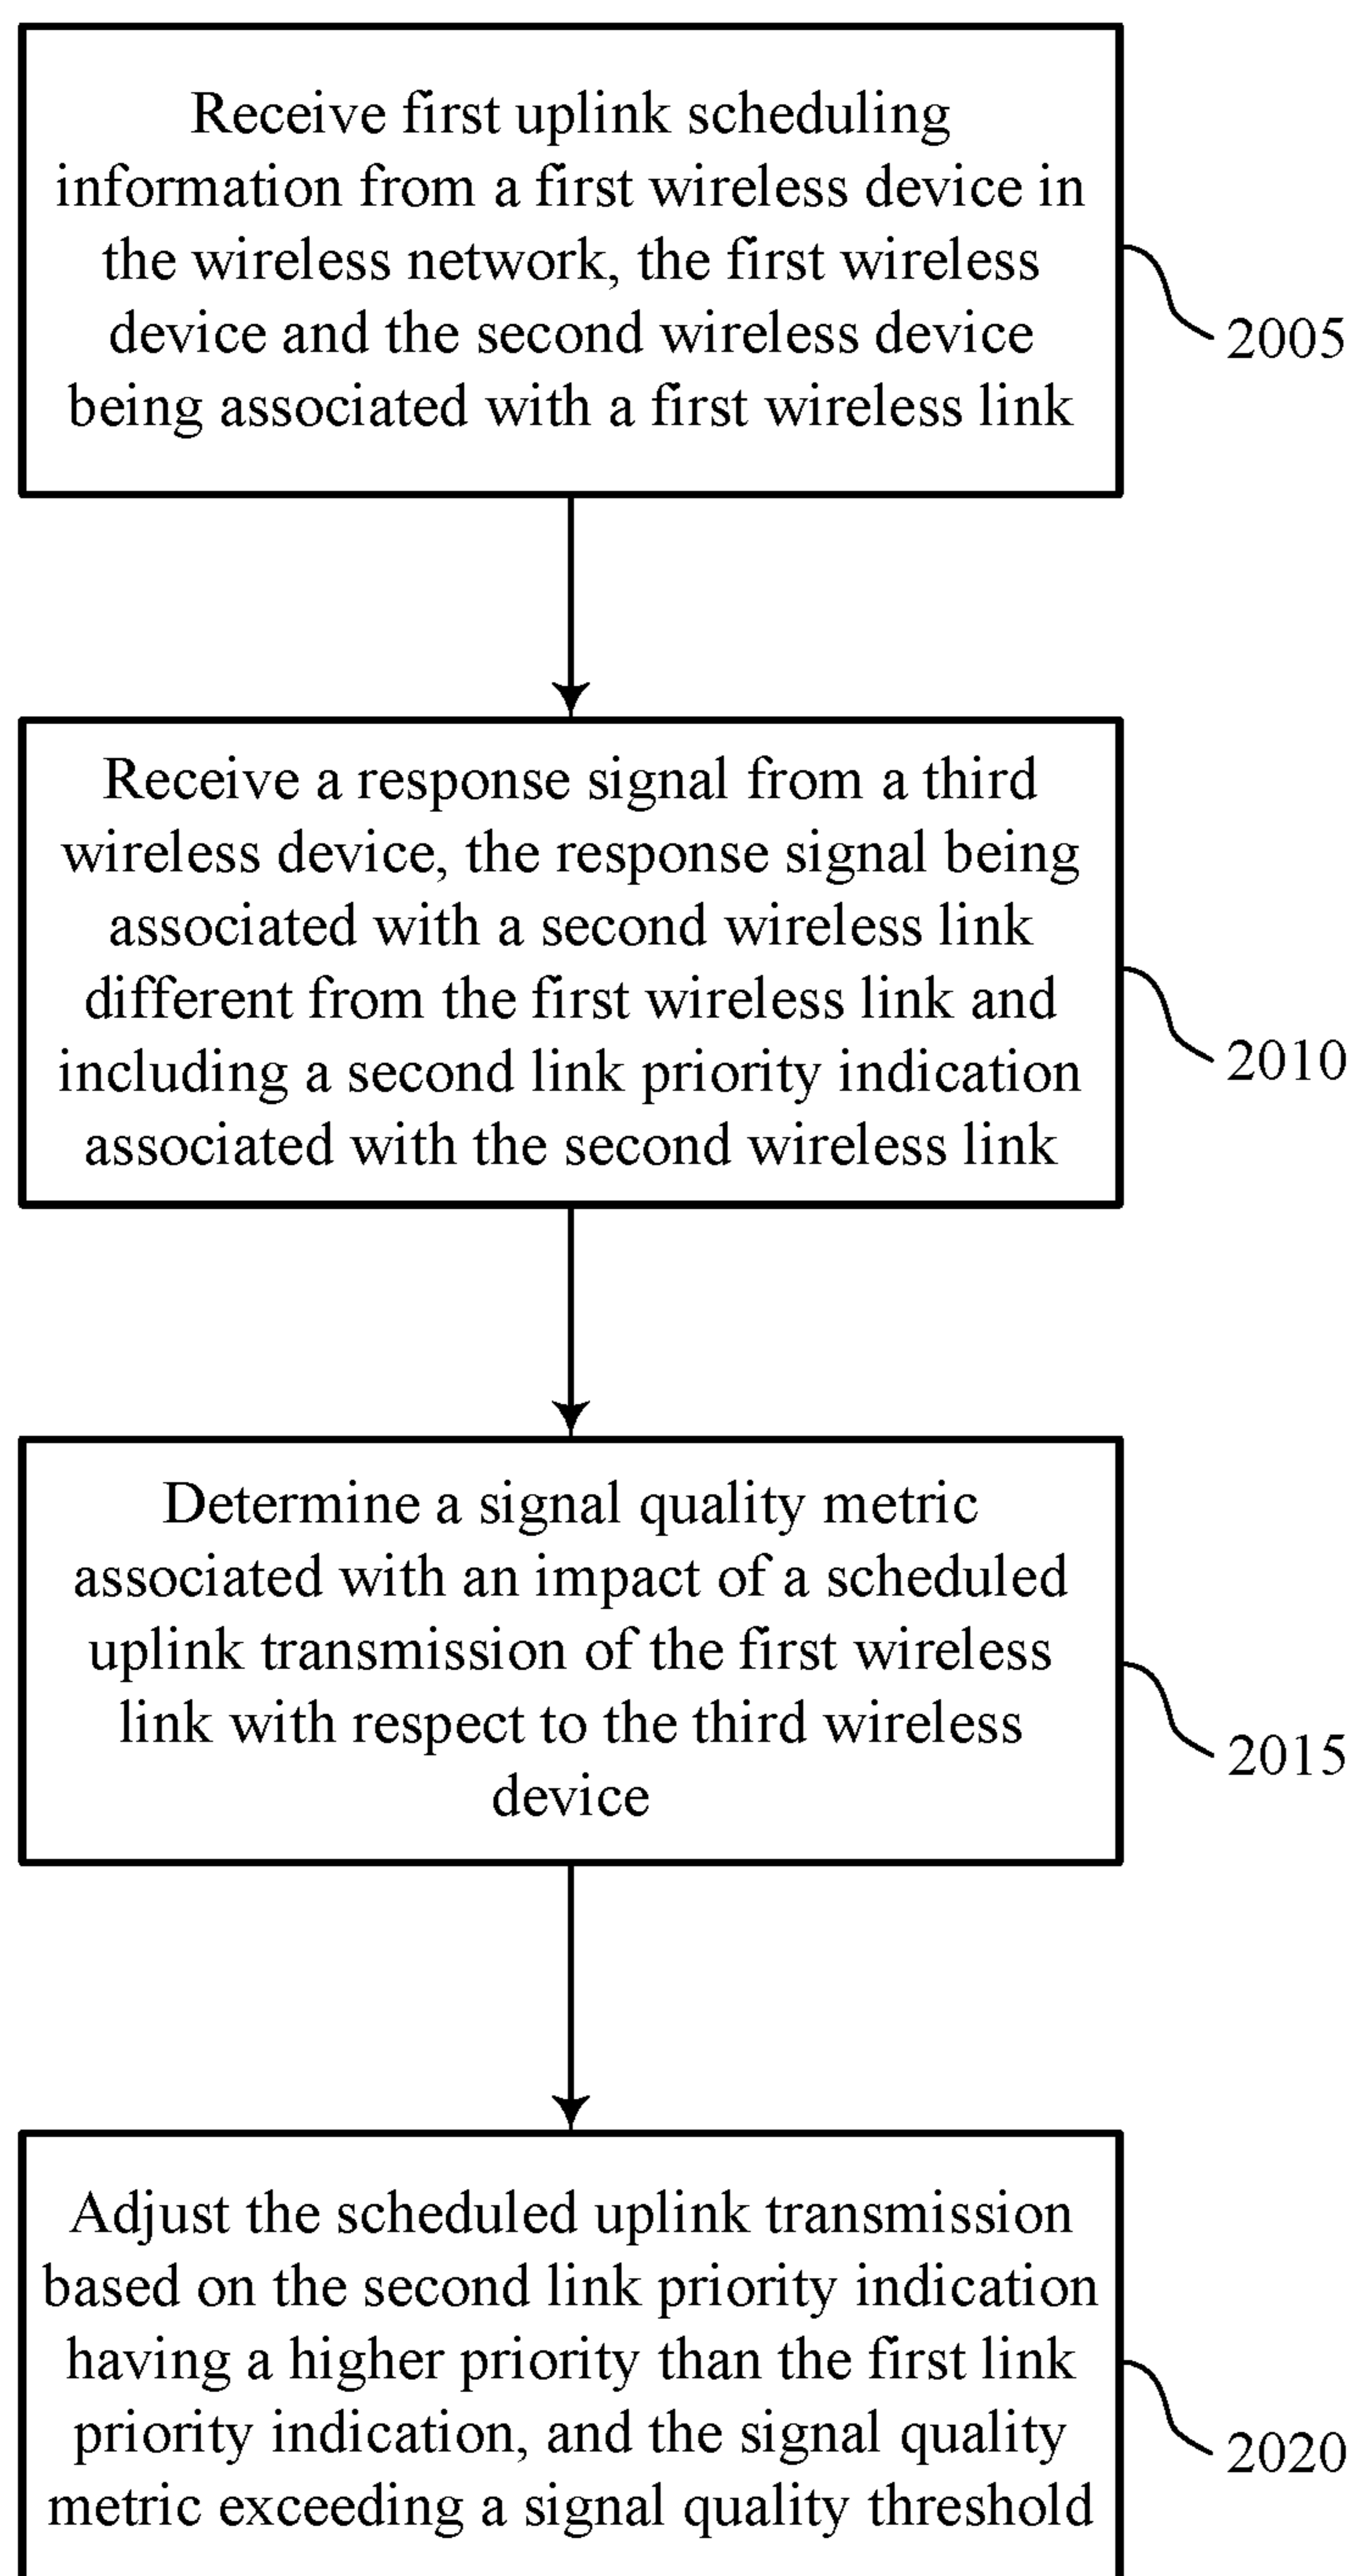 Receive first uplink scheduling
information from a first wireless device in
the wireless network, the first wireless
device and the second wireless device
being associated with a first wireless link
2005
Receive a response signal from a third
wireless device, the response signal being
associated with a second wireless link
different from the first wireless link and
including a second link priority indication
associated with the second wireless link
2010
Determine a signal quality metric
associated with an impact of a scheduled
uplink transmission of the first wireless
link with respect to the third wireless
device
2015
Adjust the scheduled uplink transmission
based on the second link priority indication
having a higher priority than the first link
priority indication, and the signal quality
metric exceeding a signal quality threshold
2020